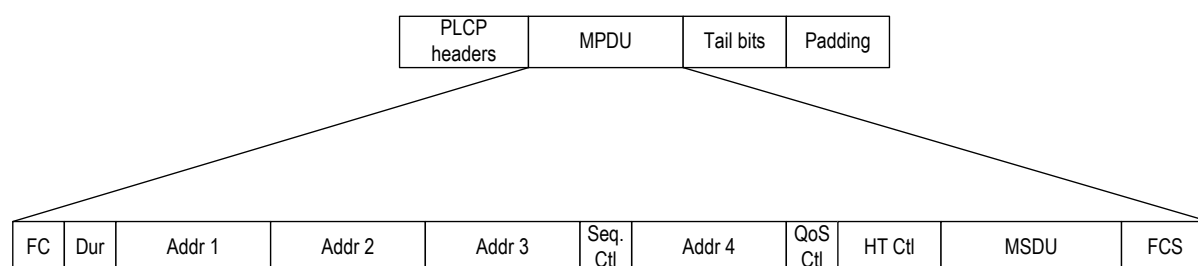 PLCP headers
MPDU
Tail bits
Padding
FC
Dur
Addr 1
Addr 2
Addr 3
Seq. Ctl
Addr 4
QoS Ctl
HT Ctl
MSDU
FCS